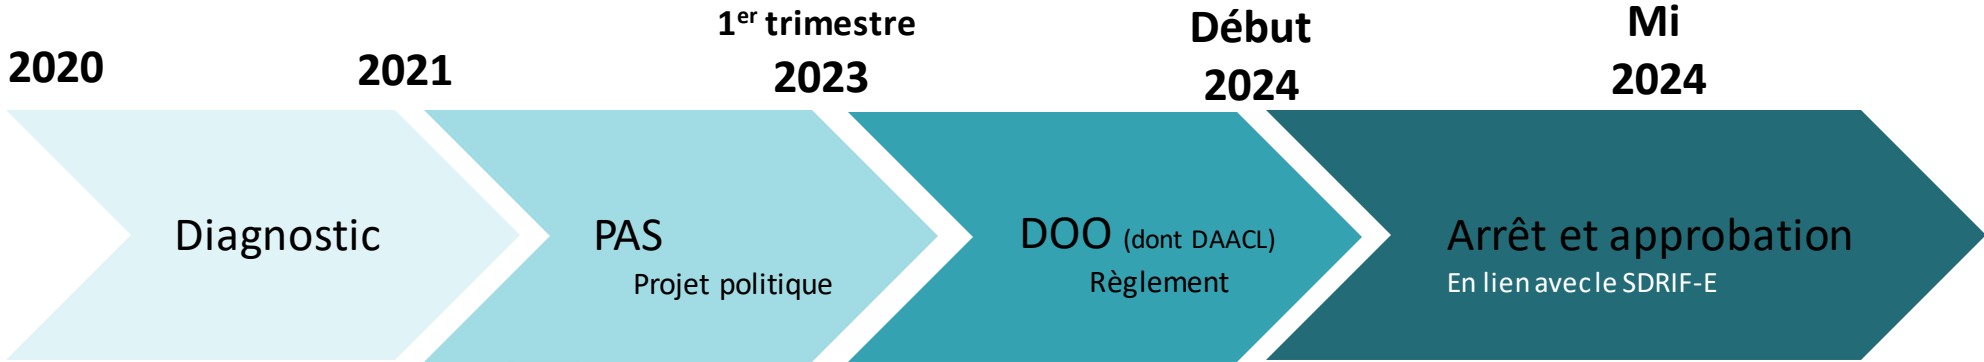 2020
2021
1er trimestre
2023
Début
2024
Mi
2024
Diagnostic
PAS
Projet politique
DOO (dont DAACL)
Règlement
Arrêt et approbation
En lien avec le SDRIF-E